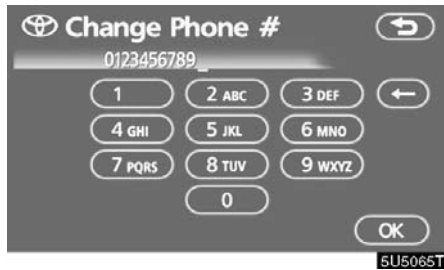 Change Phone #
0123456789_
1 2 ABC 3 DEF
4 GHI 5 JKL 6 MNO
7 PQRS 8 TUV 9 WXYZ
0
OK
5U5065T